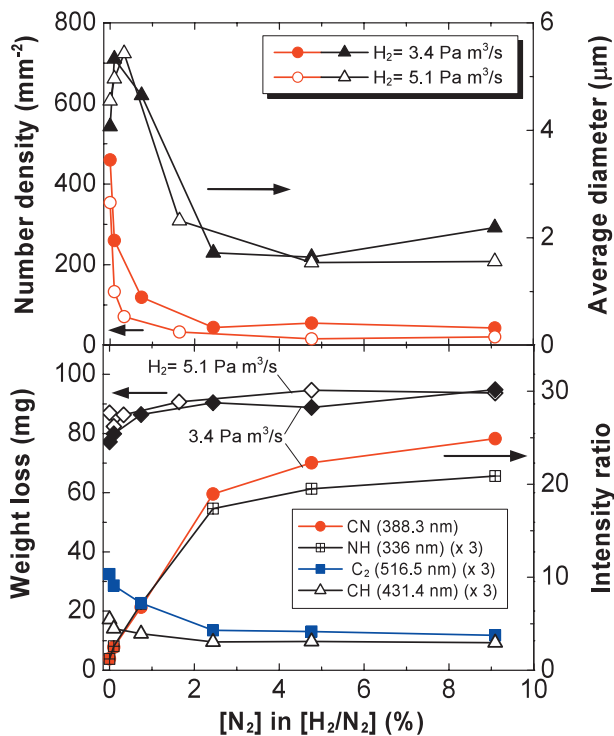 800
600
400
200
0
Number density (mm⁻²)
H₂= 3.4 Pa m³/s
H₂= 5.1 Pa m³/s
6
4
2
0
Average diameter (μm)
100
80
60
40
20
0
Weight loss (mg)
H₂= 5.1 Pa m³/s
3.4 Pa m³/s
CN (388.3 nm)
NH (336 nm) (x 3)
C₂ (516.5 nm) (x 3)
CH (431.4 nm) (x 3)
30
20
10
0
Intensity ratio
0 2 4 6 8 10
[N₂] in [H₂/N₂] (%)